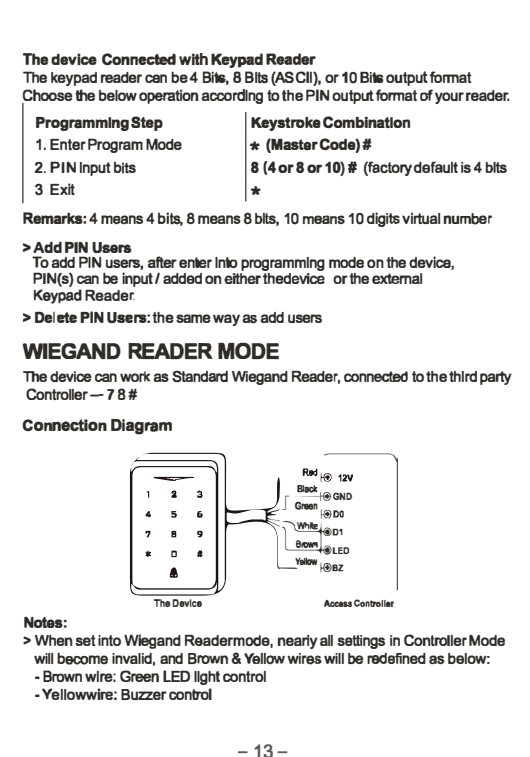 The device Connected with Keypad Reader
The keypad reader can be 4 Bits, 8 Bits (ASCII), or 10 Bits output format
Choose the below operation according to the PIN output format of your reader.
Programming Step Keystroke Combination
1. Enter Program Mode * (Master Code) #
2. PIN Input bits 8 (4 or 8 or 10) # (factory default is 4 bits
3 Exit *
Remarks: 4 means 4 bits, 8 means 8 bits, 10 means 10 digits virtual number
> Add PIN Users
To add PIN users, after enter into programming mode on the device,
PIN(s) can be input / added on either thedevice or the external
Keypad Reader.
> Delete PIN Users: the same way as add users
WIEGAND READER MODE
The device can work as Standard Wiegand Reader, connected to the third party
Controller — 7 8 #
Connection Diagram
1 2 3
4 5 6
7 8 9
* 0 #
Red 12V
Black GND
Green D0
White D1
Brown LED
Yellow BZ
The Device Access Controller
Notes:
> When set into Wiegand Readermode, nearly all settings in Controller Mode
will become invalid, and Brown & Yellow wires will be redefined as below:
- Brown wire: Green LED light control
- Yellowwire: Buzzer control
– 13 –